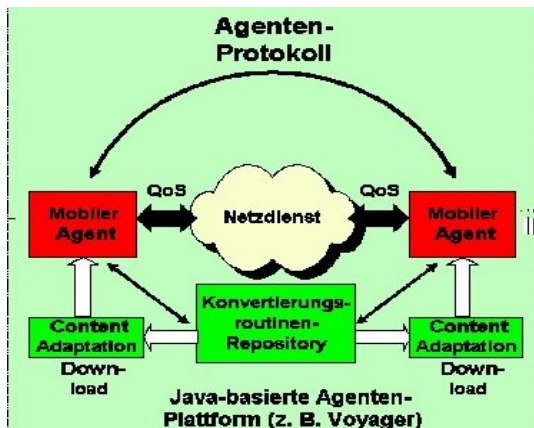 Agenten-
Protokoll
QoS
QoS
Mobiler
Agent
Netzdienst
Mobiler
Agent
Konvertierungs-
routinen-
Repository
Content
Adaptation
Content
Adaptation
Down-
load
Down-
load
Java-basierte Agenten-
Plattform (z. B. Voyager)